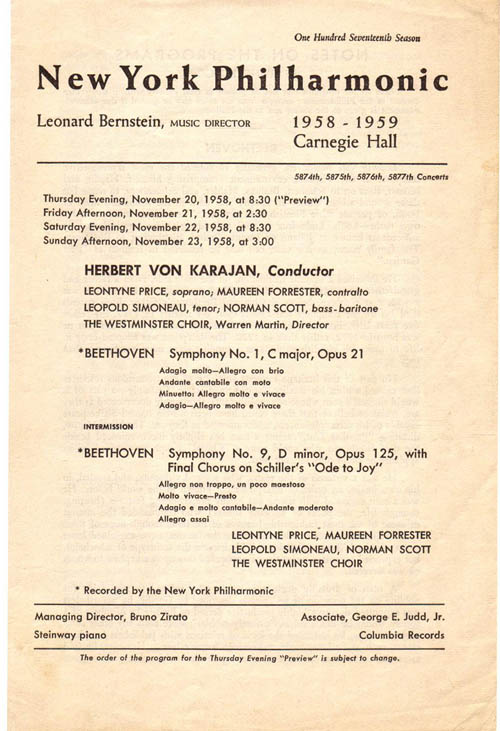 One Hundred Seventeenth Season
New York Philharmonic
Leonard Bernstein, MUSIC DIRECTOR 1958 - 1959
Carnegie Hall
5874th, 5875th, 5876th, 5877th Concerts
Thursday Evening, November 20, 1958, at 8:30 ("Preview")
Friday Afternoon, November 21, 1958, at 2:30
Saturday Evening, November 22, 1958, at 8:30
Sunday Afternoon, November 23, 1958, at 3:00
HERBERT VON KARAJAN, Conductor
LEONTYNE PRICE, soprano; MAUREEN FORRESTER, contralto
LEOPOLD SIMONEAU, tenor; NORMAN SCOTT, bass-baritone
THE WESTMINSTER CHOIR, Warren Martin, Director
*BEETHOVEN Symphony No. 1, C major, Opus 21
Adagio molto—Allegro con brio
Andante cantabile con moto
Minuetto: Allegro molto e vivace
Adagio—Allegro molto e vivace
INTERMISSION
*BEETHOVEN Symphony No. 9, D minor, Opus 125, with
Final Chorus on Schiller's "Ode to Joy"
Allegro non troppo, un poco maestoso
Molto vivace—Presto
Adagio e molto cantabile—Andante moderato
Allegro assai
LEONTYNE PRICE, MAUREEN FORRESTER
LEOPOLD SIMONEAU, NORMAN SCOTT
THE WESTMINSTER CHOIR
* Recorded by the New York Philharmonic
Managing Director, Bruno Zirato Associate, George E. Judd, Jr.
Steinway piano Columbia Records
The order of the program for the Thursday Evening "Preview" is subject to change.